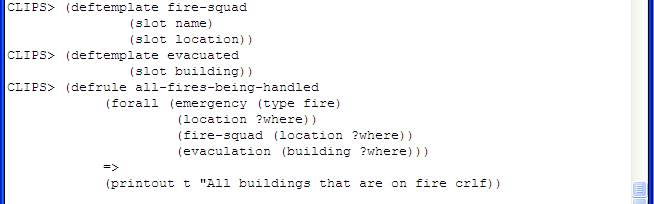 CLIPS> (deftemplate fire-squad
(slot name)
(slot location))
CLIPS> (deftemplate evacuated
(slot building))
CLIPS> (defrule all-fires-being-handled
(forall (emergency (type fire)
(location ?where))
(fire-squad (location ?where))
(evaculation (building ?where)))
=>
(printout t "All buildings that are on fire crlf))